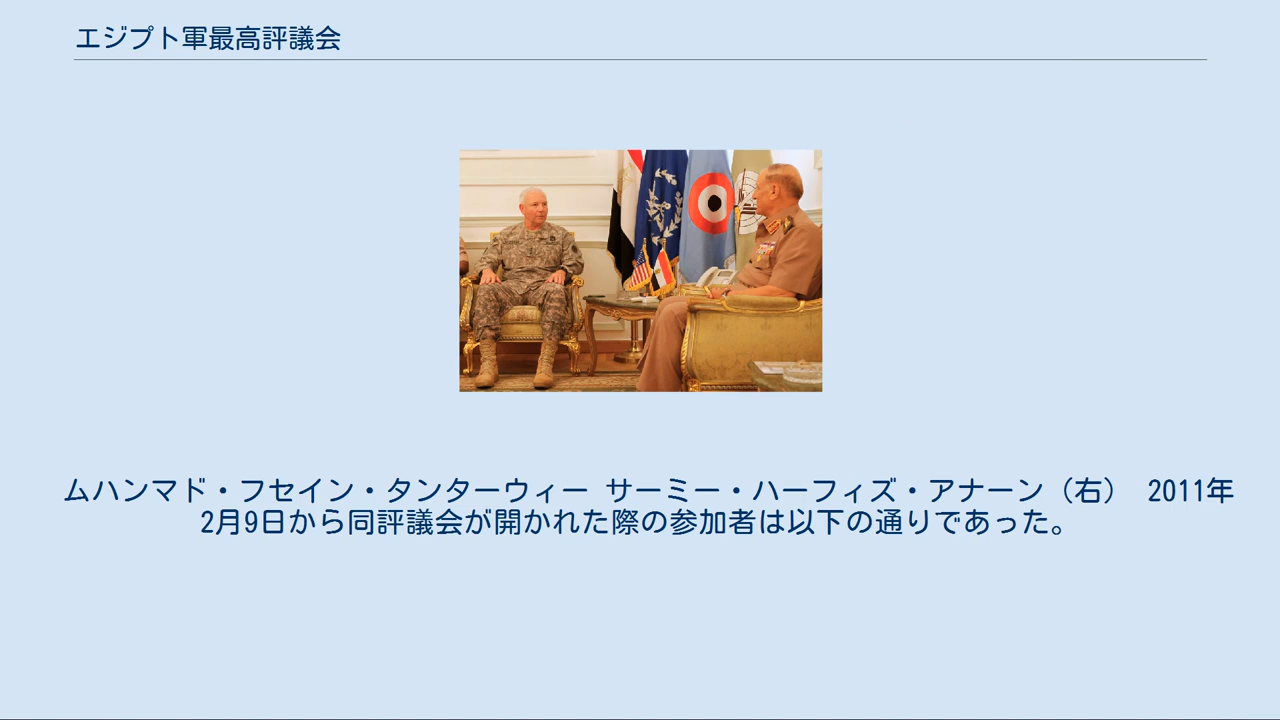 エジプト軍最高評議会
ムハンマド・フセイン・タンターウィー サーミー・ハーフィズ・アナーン（右） 2011年
2月9日から同評議会が開かれた際の参加者は以下の通りであった。